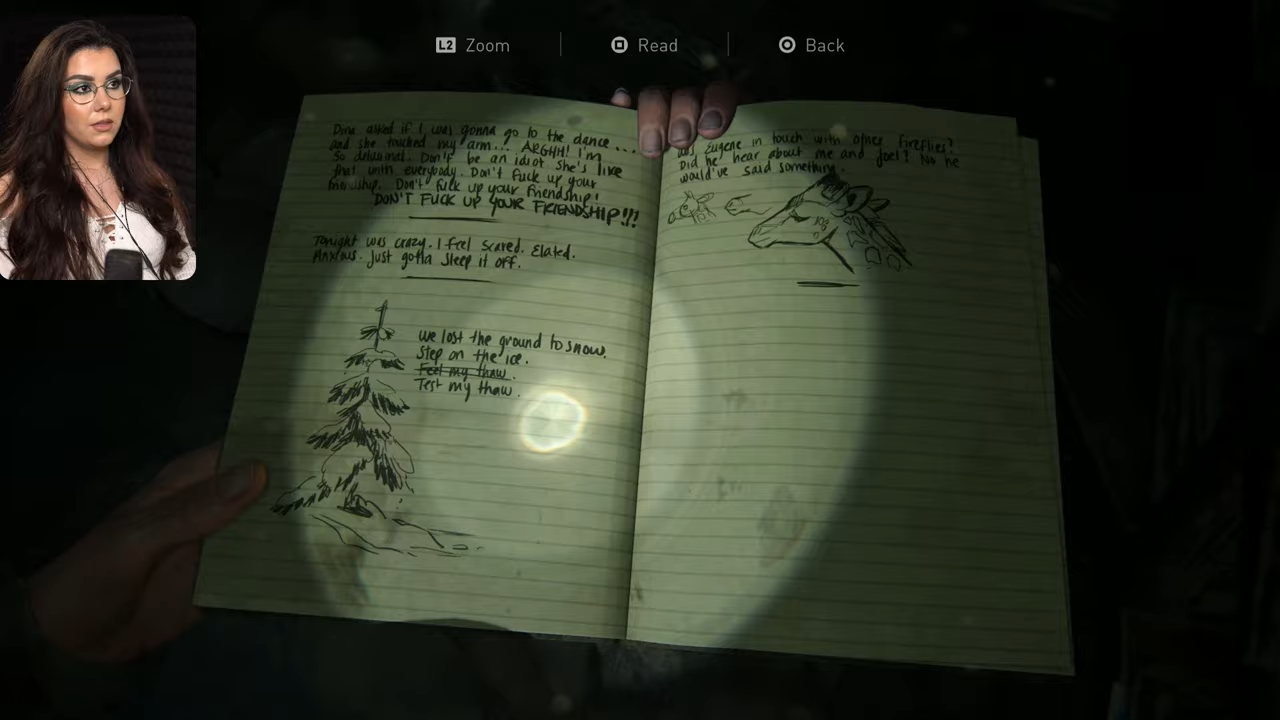 L2 Zoom Read Back
Dina asked if I was gonna go to the dance...
and she touched my arm... ARGHH! I'm
so delusional. Don't be an idiot she's like
that with everybody. Don't fuck up your
friendship. Don't fuck up your friendship!
DON'T FUCK UP YOUR FRIENDSHIP!!!
Tonight was crazy. I feel scared. Elated.
Anxious. Just gotta sleep it off.
We lost the ground to snow.
Step on the ice.
Feel my thaw.
Test my thaw.
Was Eugene in touch with other fireflies?
Did he hear about me and Joel? No he
would've said something.